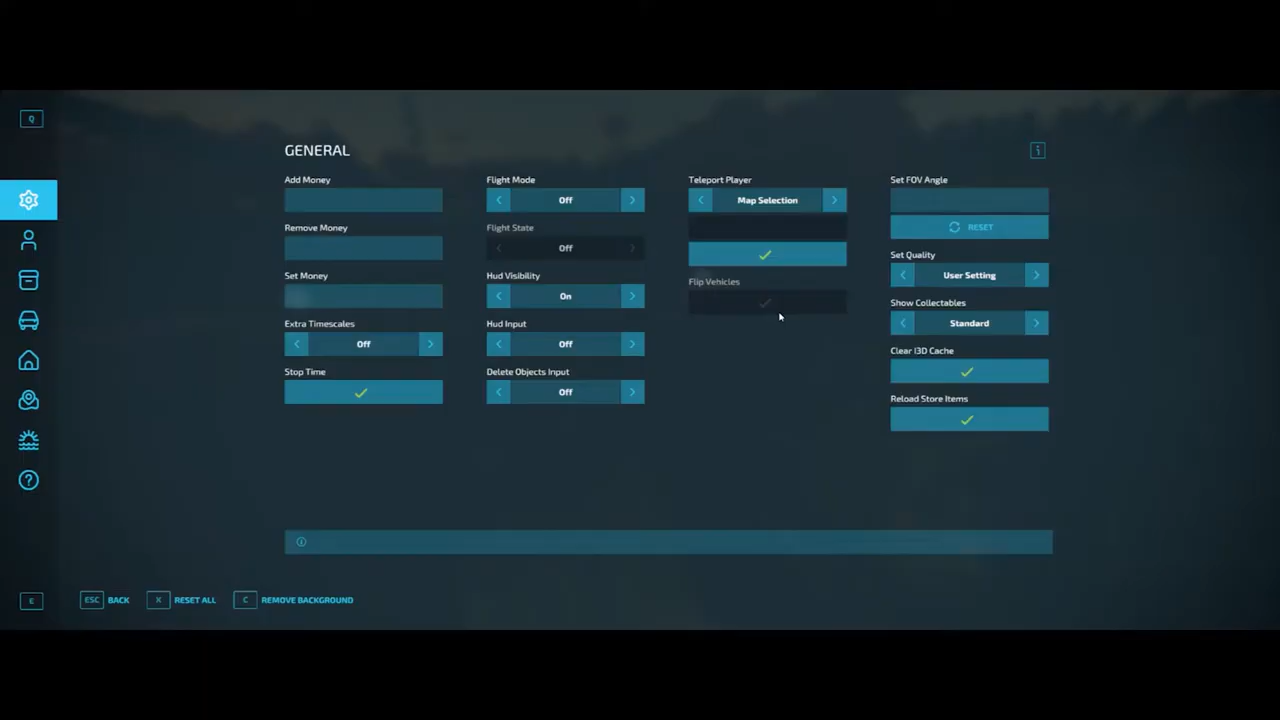 Q
GENERAL
Add Money
Remove Money
Set Money
Extra Timescales
Off
Stop Time
Flight Mode
Off
Flight State
Off
Hud Visibility
On
Hud Input
Off
Delete Objects Input
Off
Teleport Player
Map Selection
Flip Vehicles
Set FOV Angle
RESET
Set Quality
User Setting
Show Collectables
Standard
Clear I3D Cache
Reload Store Items
E
ESC BACK X RESET ALL C REMOVE BACKGROUND